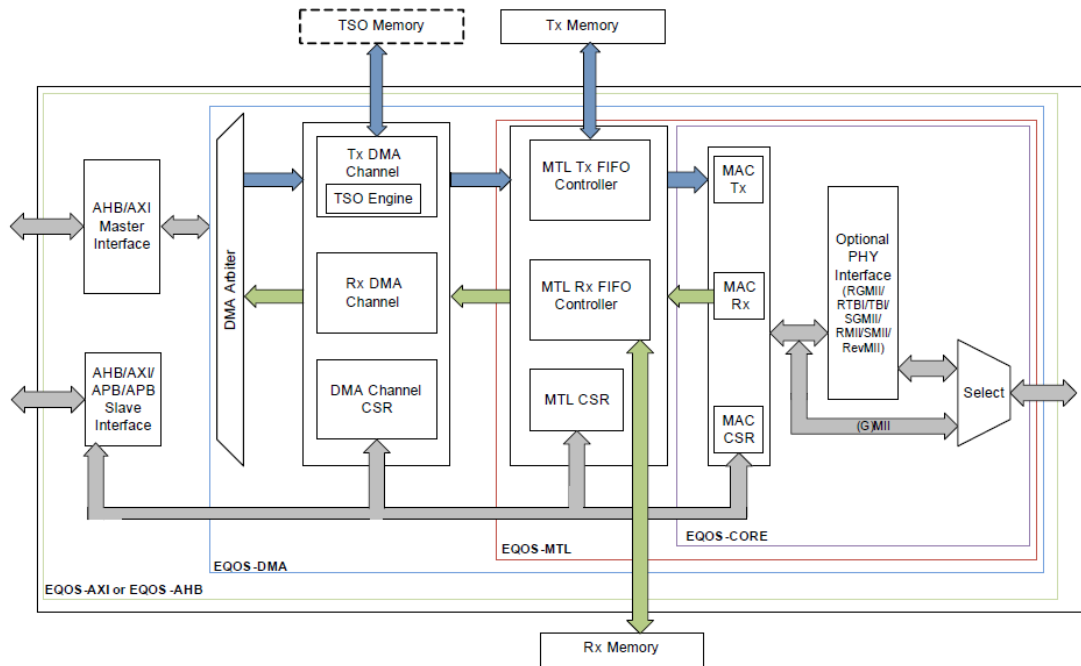 TSO Memory
Tx Memory
Tx DMA
Channel
TSO Engine
MTL Tx FIFO
Controller
MAC
Tx
AHB/AXI
Master
Interface
DMA Arbiter
Rx DMA
Channel
MTL Rx FIFO
Controller
MAC
Rx
Optional
PHY
Interface
(RGMII/
RTBI/TBI/
SGMII/
RMII/SMII/
RevMII)
AHB/AXI/
APB/APB
Slave
Interface
DMA Channel
CSR
MTL CSR
MAC
CSR
(G)MII
Select
EQOS-CORE
EQOS-MTL
EQOS-DMA
EQOS-AXI or EQOS-AHB
Rx Memory